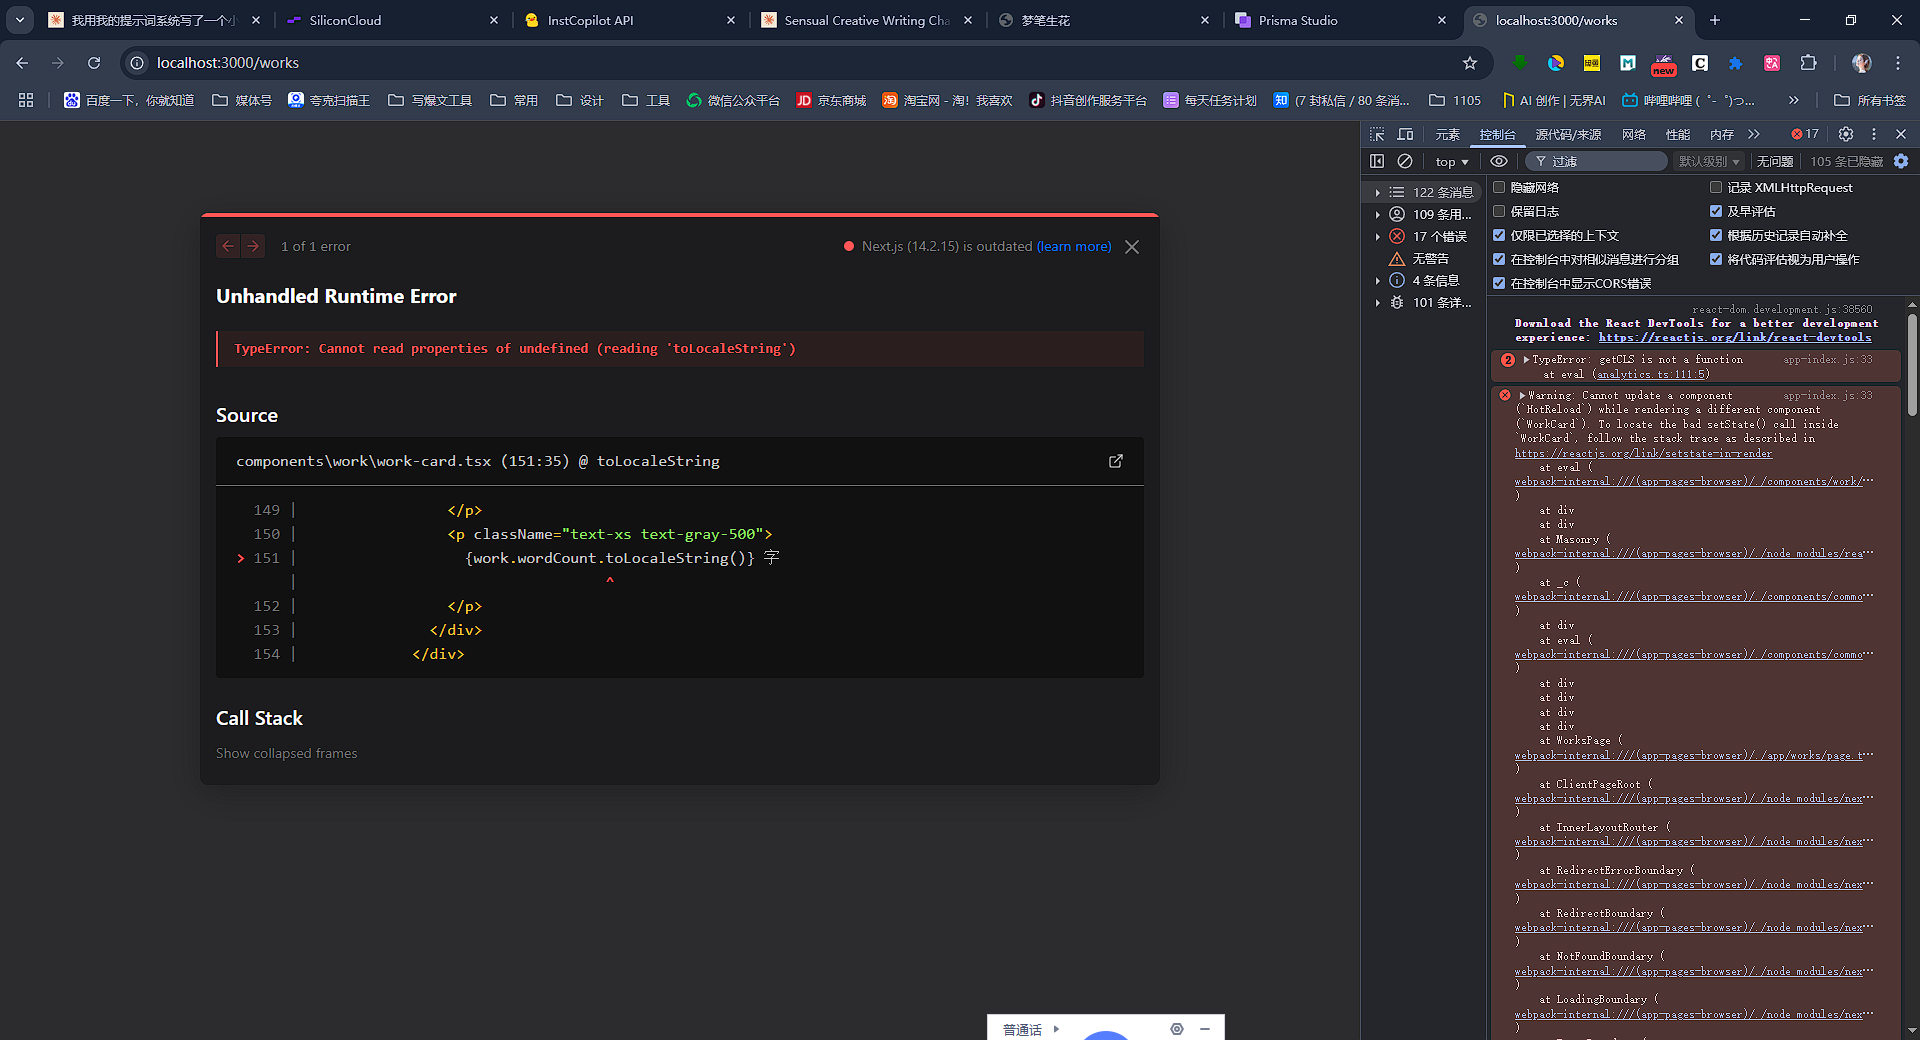 我用我的提示词系统写了一个小
SiliconCloud
InstCopilot API
Sensual Creative Writing Cha
梦笔生花
Prisma Studio
localhost:3000/works
localhost:3000/works
new
百度一下，你就知道
媒体号
夸克扫描王
写爆文工具
常用
设计
工具
微信公众平台
京东商城
淘宝网 - 淘！我喜欢
抖音创作服务平台
每天任务计划
(7 封私信 / 80 条消...
1105
AI 创作 | 无界AI
哔哩哔哩 (゜-゜)つ...
所有书签
1 of 1 error
Next.js (14.2.15) is outdated (learn more)
Unhandled Runtime Error
TypeError: Cannot read properties of undefined (reading 'toLocaleString')
Source
components\work\work-card.tsx (151:35) @ toLocaleString
149 | </p>
150 | <p className="text-xs text-gray-500">
> 151 | {work.wordCount.toLocaleString()} 字
| ^
152 | </p>
153 | </div>
154 | </div>
Call Stack
Show collapsed frames
元素
控制台
源代码/来源
网络
性能
内存
17
top
过滤
默认级别
无问题
105 条已隐藏
122 条消息
109 条用...
17 个错误
无警告
4 条信息
101 条详...
隐藏网络
记录 XMLHttpRequest
保留日志
及早评估
仅限已选择的上下文
根据历史记录自动补全
在控制台中对相似消息进行分组
将代码评估视为用户操作
在控制台中显示CORS错误
react-dom.development.js:38560
Download the React DevTools for a better development
experience: https://reactjs.org/link/react-devtools
2 TypeError: getCLS is not a function app-index.js:33
at eval (analytics.ts:111:5)
Warning: Cannot update a component app-index.js:33
(`HotReload`) while rendering a different component
(`WorkCard`). To locate the bad setState() call inside
`WorkCard`, follow the stack trace as described in
https://reactjs.org/link/setstate-in-render
at eval (
webpack-internal:///(app-pages-browser)/./components/work/…
)
at div
at div
at Masonry (
webpack-internal:///(app-pages-browser)/./node_modules/rea…
)
at _c (
webpack-internal:///(app-pages-browser)/./components/commo…
)
at div
at eval (
webpack-internal:///(app-pages-browser)/./components/commo…
)
at div
at div
at div
at div
at WorksPage (
webpack-internal:///(app-pages-browser)/./app/works/page.t…
)
at ClientPageRoot (
webpack-internal:///(app-pages-browser)/./node_modules/nex…
)
at InnerLayoutRouter (
webpack-internal:///(app-pages-browser)/./node_modules/nex…
)
at RedirectErrorBoundary (
webpack-internal:///(app-pages-browser)/./node_modules/nex…
)
at RedirectBoundary (
webpack-internal:///(app-pages-browser)/./node_modules/nex…
)
at NotFoundBoundary (
webpack-internal:///(app-pages-browser)/./node_modules/nex…
)
at LoadingBoundary (
webpack-internal:///(app-pages-browser)/./node_modules/nex…
)
普通话